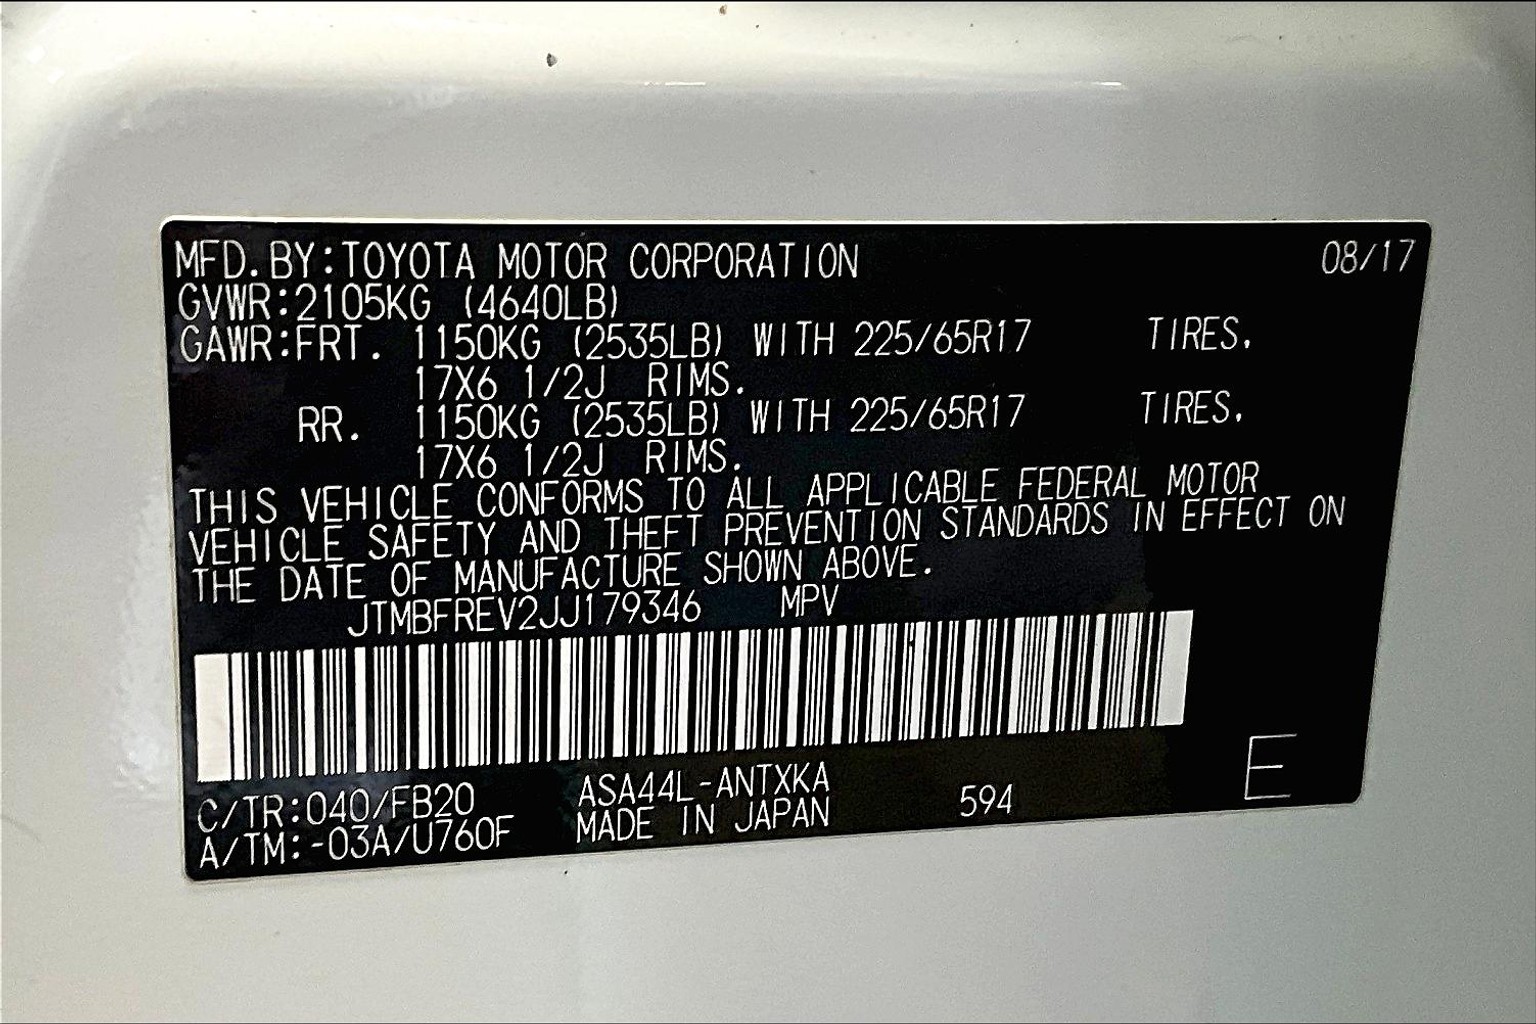 MFD. BY:TOYOTA MOTOR CORPORATION 08/17
GVWR:2105KG (4640LB)
GAWR:FRT. 1150KG (2535LB) WITH 225/65R17 TIRES.
17X6 1/2J RIMS.
RR. 1150KG (2535LB) WITH 225/65R17 TIRES.
17X6 1/2J RIMS.
THIS VEHICLE CONFORMS TO ALL APPLICABLE FEDERAL MOTOR
VEHICLE SAFETY AND THEFT PREVENTION STANDARDS IN EFFECT ON
THE DATE OF MANUFACTURE SHOWN ABOVE.
JTMBFREV2JJ179346 MPV
C/TR:040/FB20 ASA44L-ANTXKA 594 E
A/TM:-03A/U760F MADE IN JAPAN